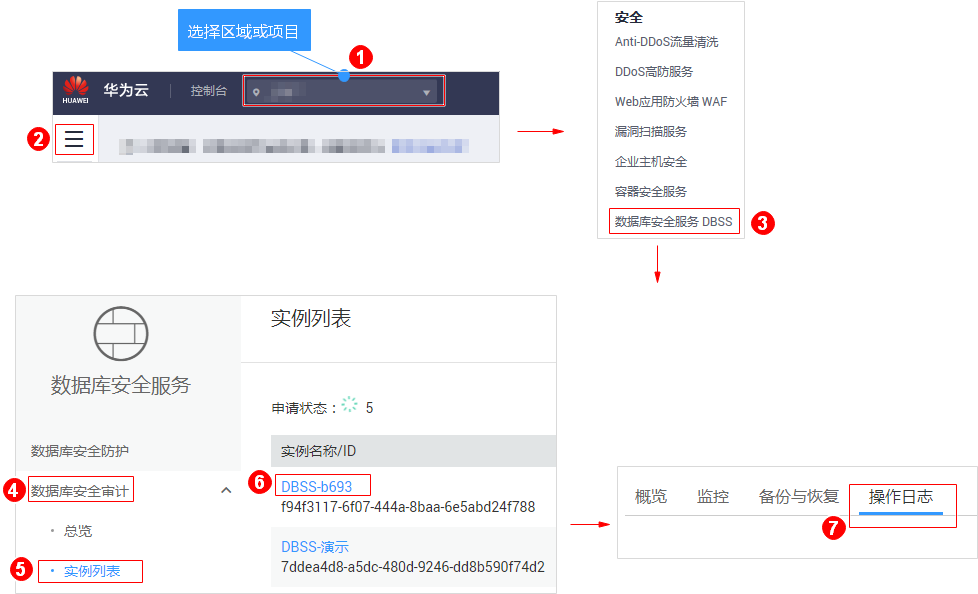 选择区域或项目
1
HUAWEI
华为云
控制台
2
安全
Anti-DDoS流量清洗
DDoS高防服务
Web应用防火墙 WAF
漏洞扫描服务
企业主机安全
容器安全服务
数据库安全服务 DBSS
3
数据库安全服务
数据库安全防护
4
数据库安全审计
· 总览
5
· 实例列表
实例列表
申请状态： 5
实例名称/ID
6
DBSS-b693
f94f3117-6f07-444a-8baa-6e5abd24f788
DBSS-演示
7ddea4d8-a5dc-480d-9246-dd8b590f74d2
概览 监控 备份与恢复 操作日志
7